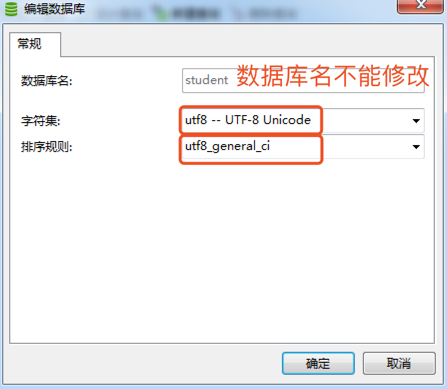 编辑数据库
常规
数据库名:
student
数据库名不能修改
字符集:
utf8 -- UTF-8 Unicode
排序规则:
utf8_general_ci
确定
取消